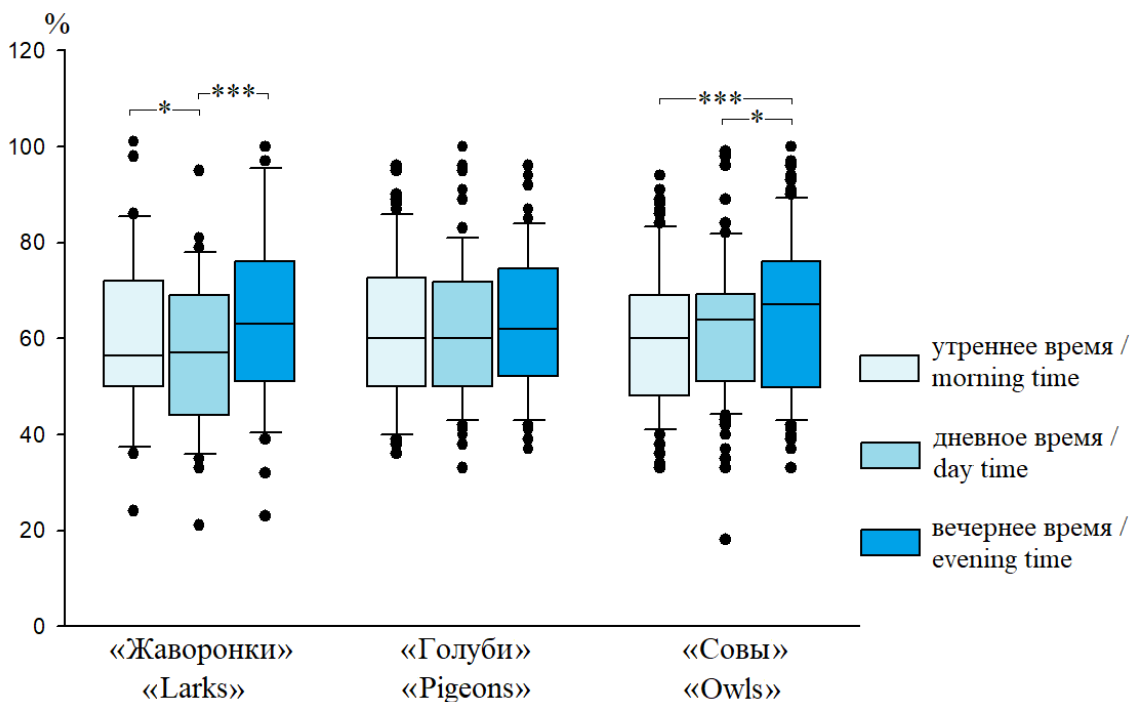 %
120
100
80
60
40
20
0
*
***
***
*
утреннее время /
morning time
дневное время /
day time
вечернее время /
evening time
«Жаворонки»
«Larks»
«Голуби»
«Pigeons»
«Совы»
«Owls»